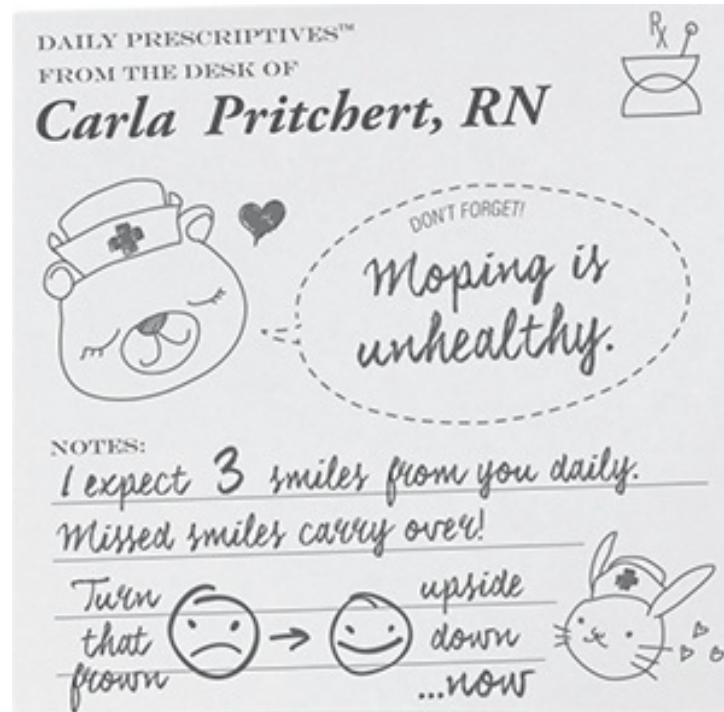 DAILY PRESCRIPTIVES™
FROM THE DESK OF
Carla Pritchert, RN
Rx
DON'T FORGET!
Moping is
unhealthy.
NOTES:
I expect 3 smiles from you daily.
Missed smiles carry over!
Turn
that
frown
upside
down
...now